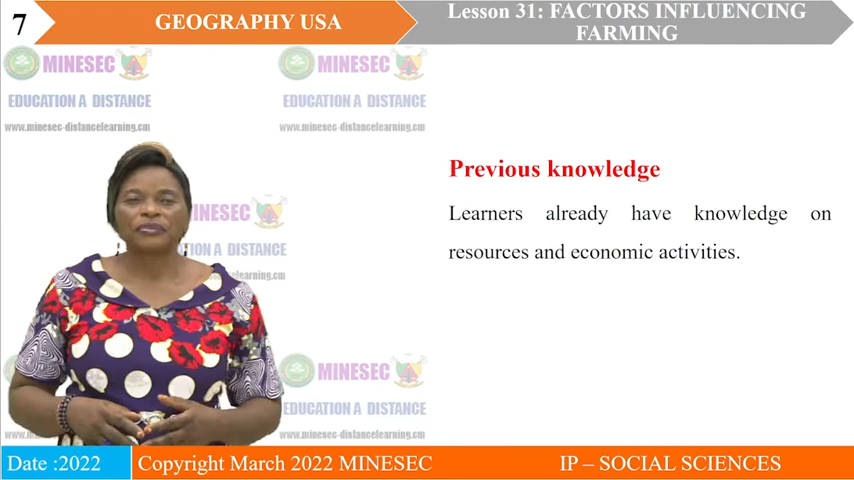 7
GEOGRAPHY USA
Lesson 31: FACTORS INFLUENCING
FARMING
MINESEC
MINESEC
EDUCATION A DISTANCE
EDUCATION A DISTANCE
www.minesec-distancelearning.cm
www.minesec-distancelearning.cm
Previous knowledge
Learners already have knowledge on
resources and economic activities.
MINESEC
DISTANCE
MINESEC
EDUCATION A DISTANCE
www.minesec-distancelearning.cm
Date :2022
Copyright March 2022 MINESEC
IP – SOCIAL SCIENCES